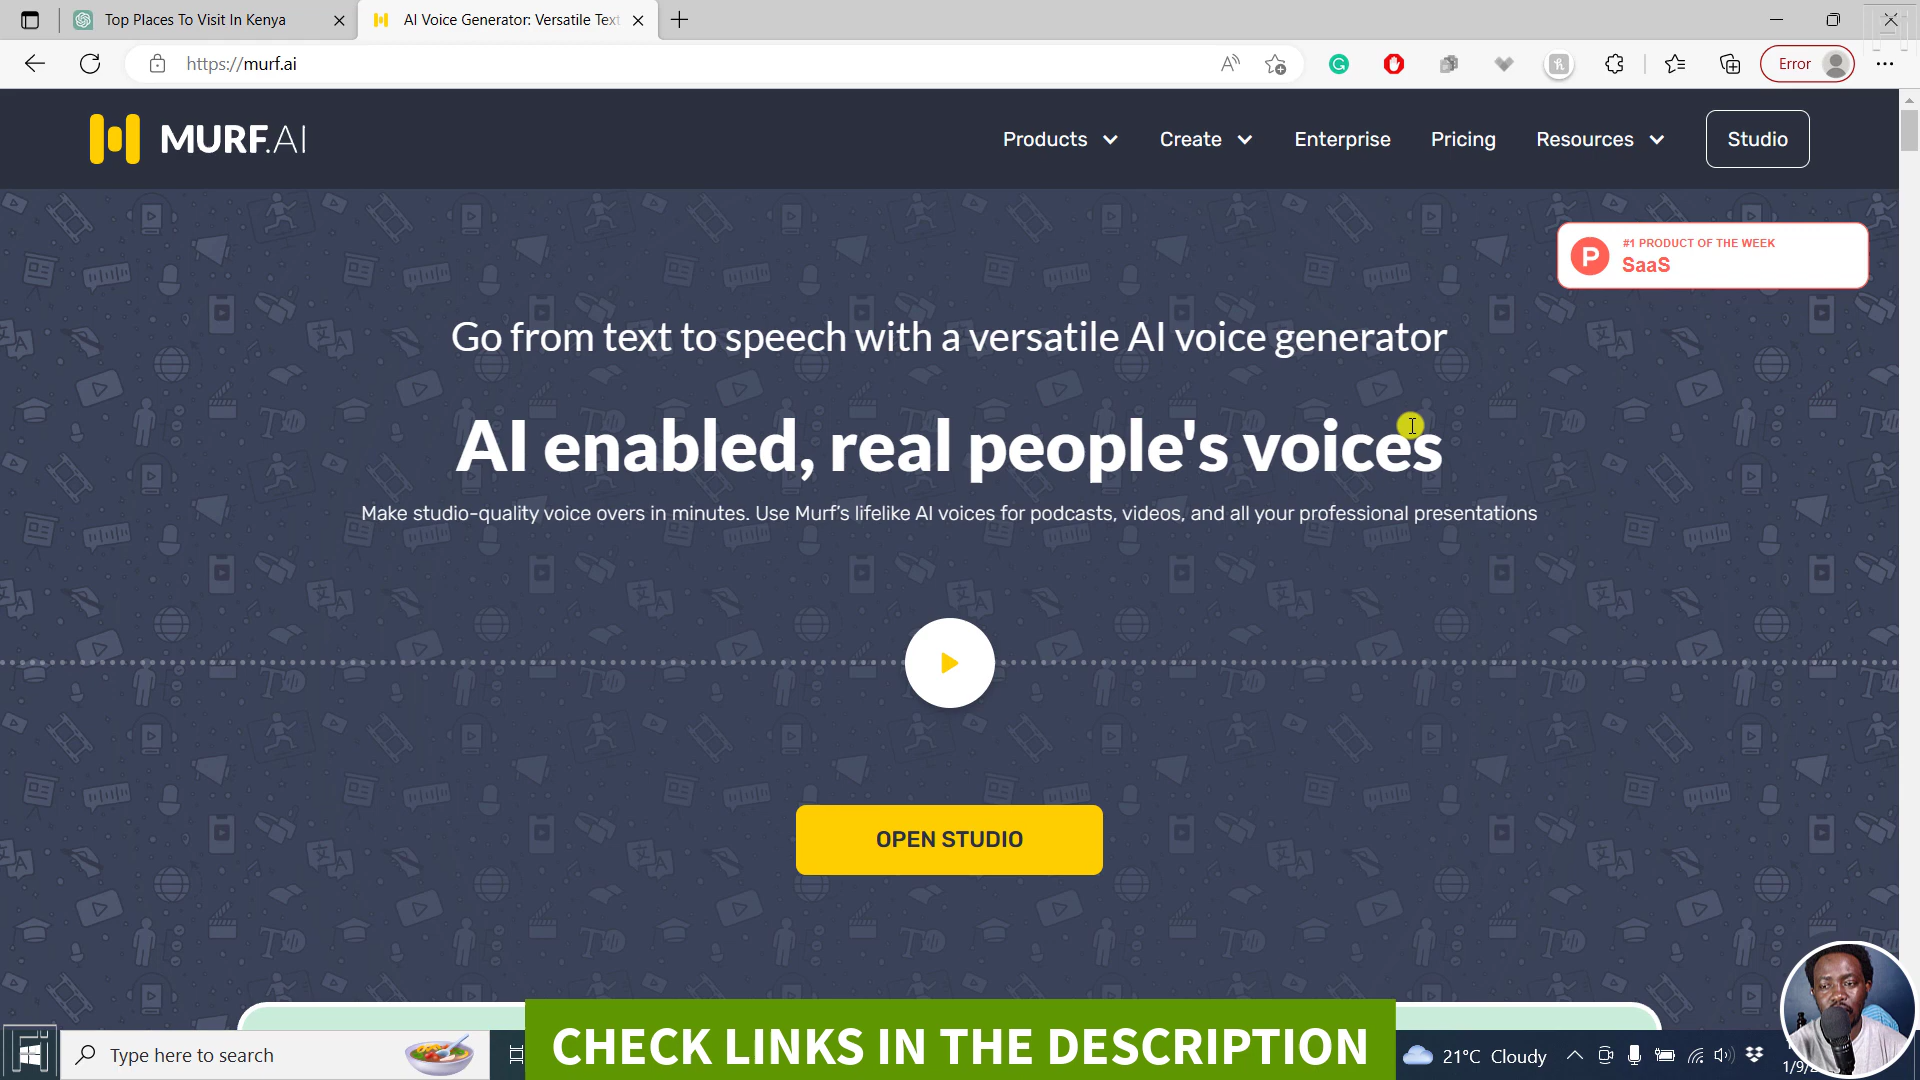 Top Places To Visit In Kenya
AI Voice Generator: Versatile Text
https://murf.ai
Error
MURF.AI
Products
Create
Enterprise
Pricing
Resources
Studio
#1 PRODUCT OF THE WEEK
P
SaaS
Go from text to speech with a versatile AI voice generator
AI enabled, real people's voices
Make studio-quality voice overs in minutes. Use Murf's lifelike AI voices for podcasts, videos, and all your professional presentations
OPEN STUDIO
CHECK LINKS IN THE DESCRIPTION
Type here to search
21°C Cloudy